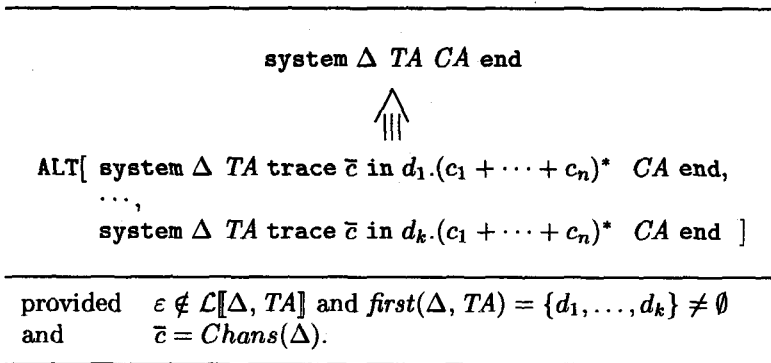 system Δ TA CA end
ALT[ system Δ TA trace c̄ in d₁.(c₁ + ⋯ + cₙ)* CA end,
⋯,
system Δ TA trace c̄ in dₖ.(c₁ + ⋯ + cₙ)* CA end ]
provided ε ∉ ℒ⟦Δ, TA⟧ and first(Δ, TA) = {d₁, …, dₖ} ≠ ∅
and c̄ = Chans(Δ).